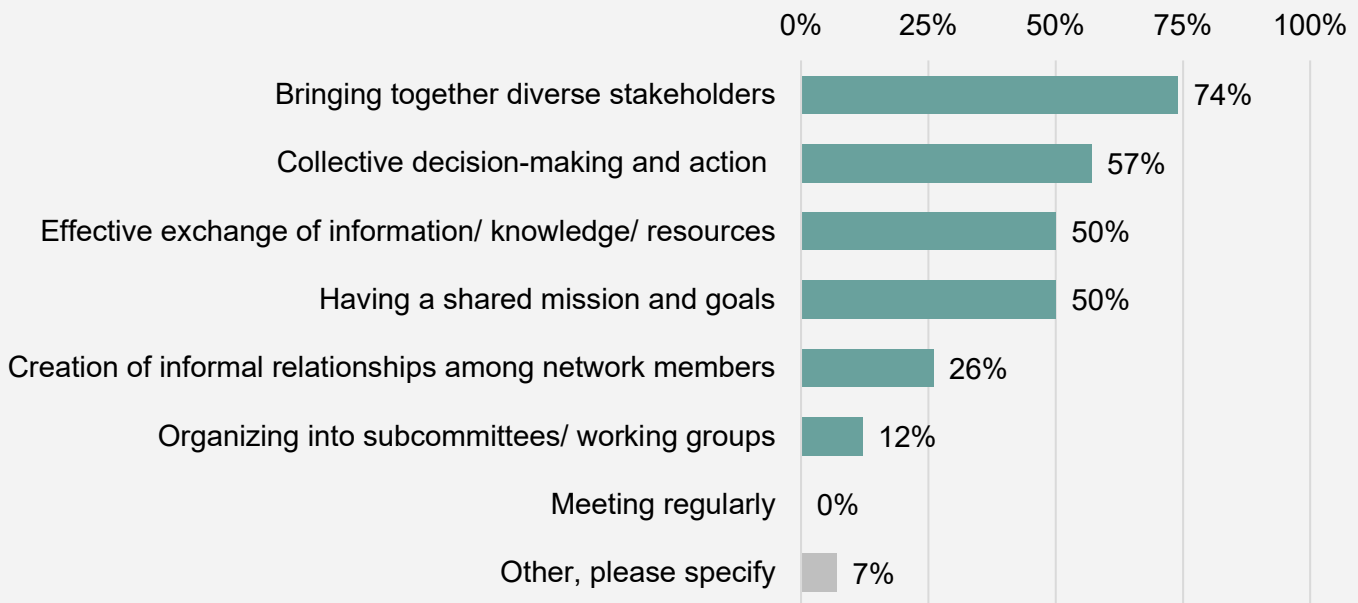 0% 25% 50% 75% 100%
Bringing together diverse stakeholders 74%
Collective decision-making and action 57%
Effective exchange of information/ knowledge/ resources 50%
Having a shared mission and goals 50%
Creation of informal relationships among network members 26%
Organizing into subcommittees/ working groups 12%
Meeting regularly 0%
Other, please specify 7%